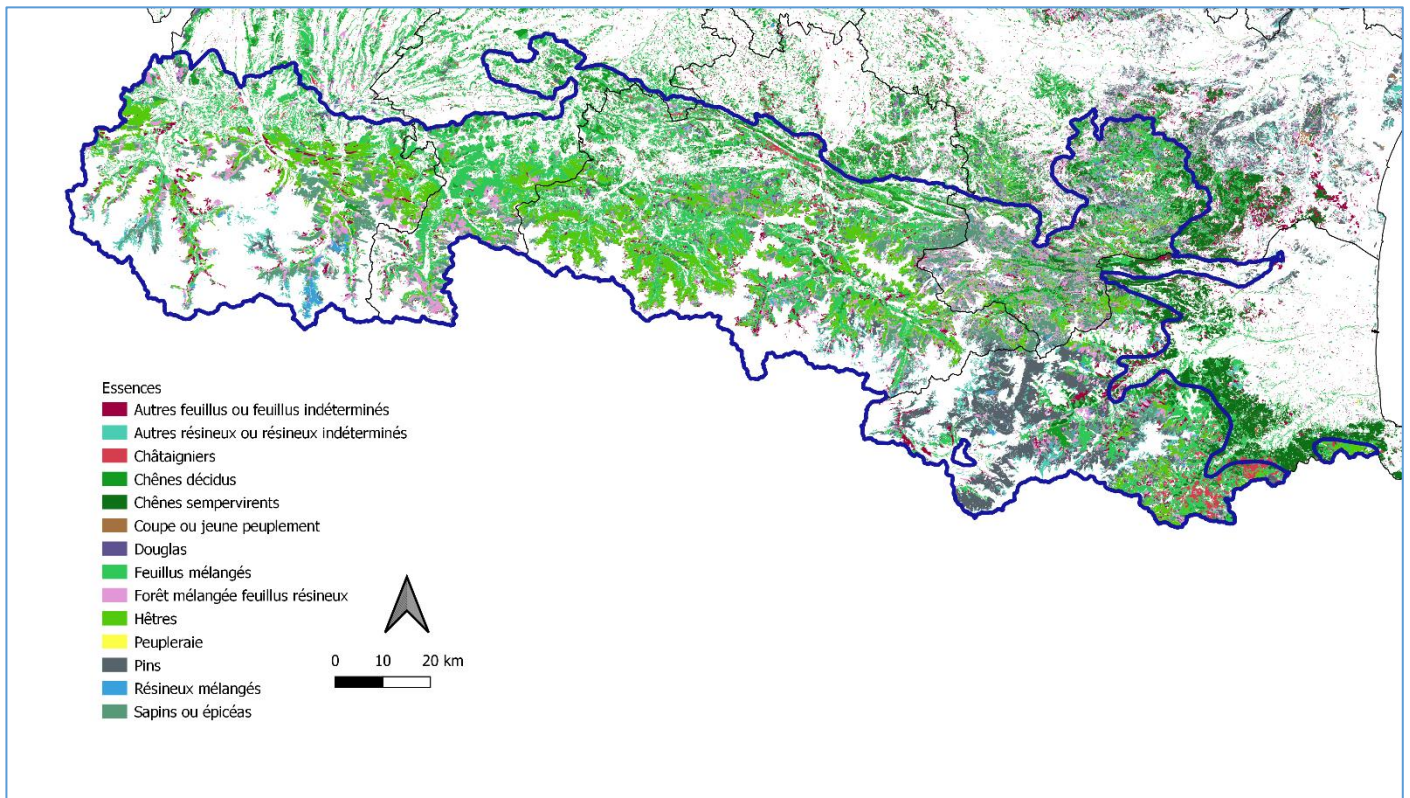 Essences
Autres feuillus ou feuillus indéterminés
Autres résineux ou résineux indéterminés
Châtaigniers
Chênes décidus
Chênes sempervirents
Coupe ou jeune peuplement
Douglas
Feuillus mélangés
Forêt mélangée feuillus résineux
Hêtres
Peupleraie
Pins
Résineux mélangés
Sapins ou épicéas
0 10 20 km